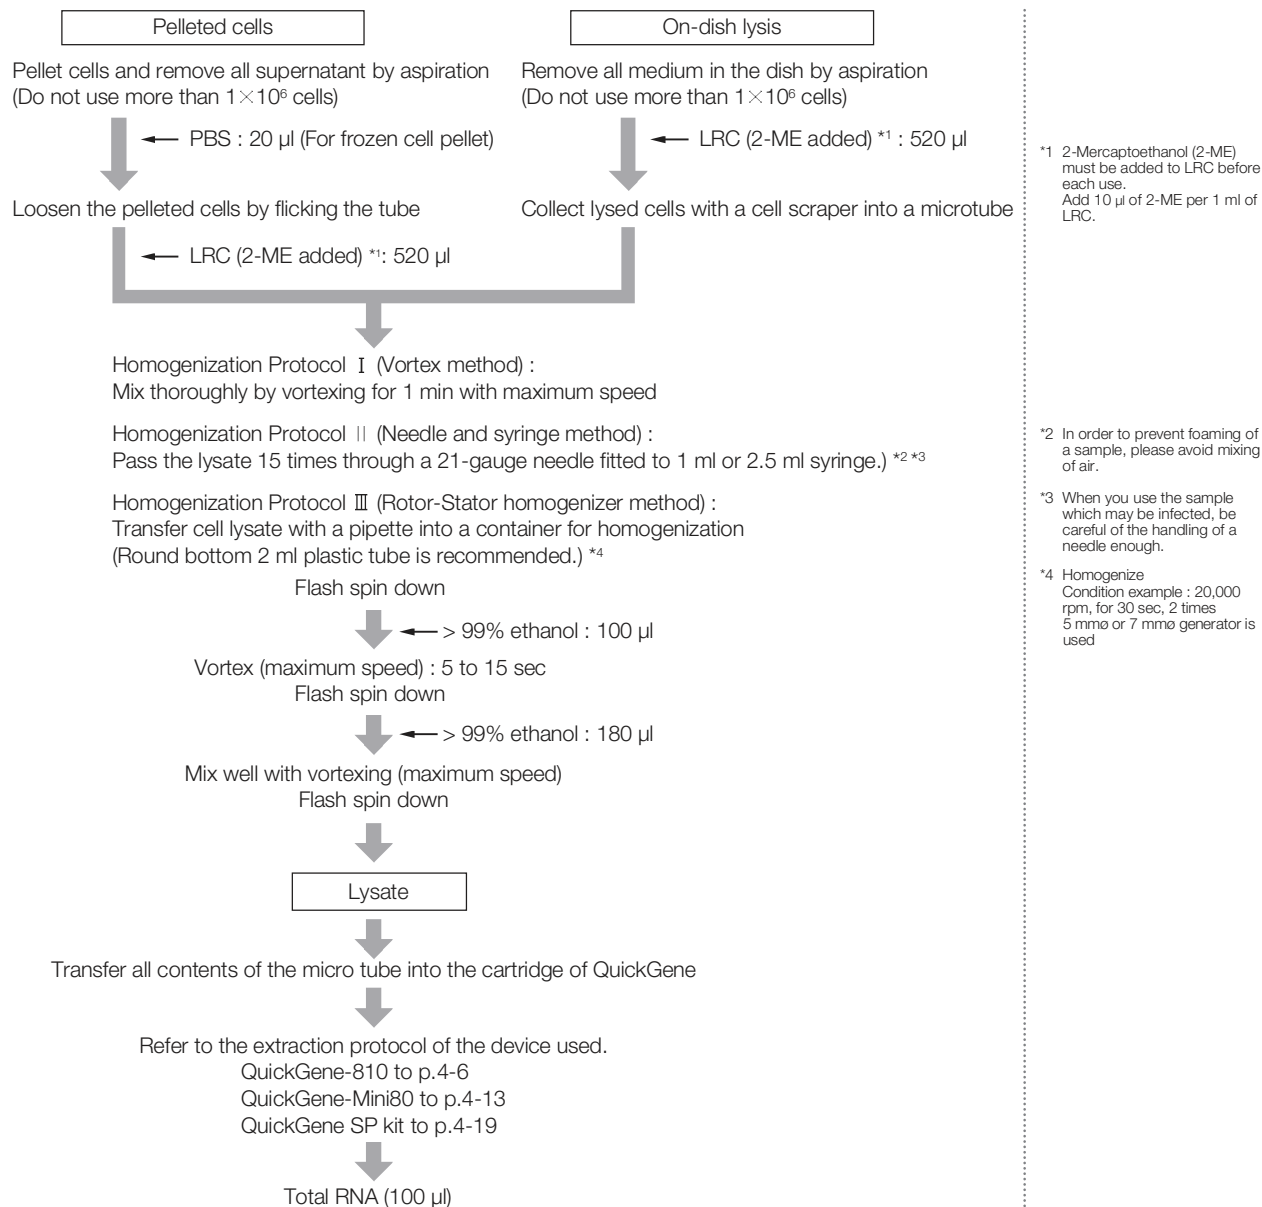 Pelleted cells
Pellet cells and remove all supernatant by aspiration
(Do not use more than 1×10⁶ cells)
PBS : 20 µl (For frozen cell pellet)
Loosen the pelleted cells by flicking the tube
LRC (2-ME added) *¹: 520 µl
On-dish lysis
Remove all medium in the dish by aspiration
(Do not use more than 1×10⁶ cells)
LRC (2-ME added) *¹ : 520 µl
Collect lysed cells with a cell scraper into a microtube
Homogenization Protocol Ⅰ (Vortex method) :
Mix thoroughly by vortexing for 1 min with maximum speed
Homogenization Protocol Ⅱ (Needle and syringe method) :
Pass the lysate 15 times through a 21-gauge needle fitted to 1 ml or 2.5 ml syringe.) *² *³
Homogenization Protocol Ⅲ (Rotor-Stator homogenizer method) :
Transfer cell lysate with a pipette into a container for homogenization
(Round bottom 2 ml plastic tube is recommended.) *⁴
Flash spin down
> 99% ethanol : 100 µl
Vortex (maximum speed) : 5 to 15 sec
Flash spin down
> 99% ethanol : 180 µl
Mix well with vortexing (maximum speed)
Flash spin down
Lysate
Transfer all contents of the micro tube into the cartridge of QuickGene
Refer to the extraction protocol of the device used.
QuickGene-810 to p.4-6
QuickGene-Mini80 to p.4-13
QuickGene SP kit to p.4-19
Total RNA (100 µl)
*1 2-Mercaptoethanol (2-ME)
must be added to LRC before
each use.
Add 10 µl of 2-ME per 1 ml of
LRC.
*2 In order to prevent foaming of
a sample, please avoid mixing
of air.
*3 When you use the sample
which may be infected, be
careful of the handling of a
needle enough.
*4 Homogenize
Condition example : 20,000
rpm, for 30 sec, 2 times
5 mmø or 7 mmø generator is
used